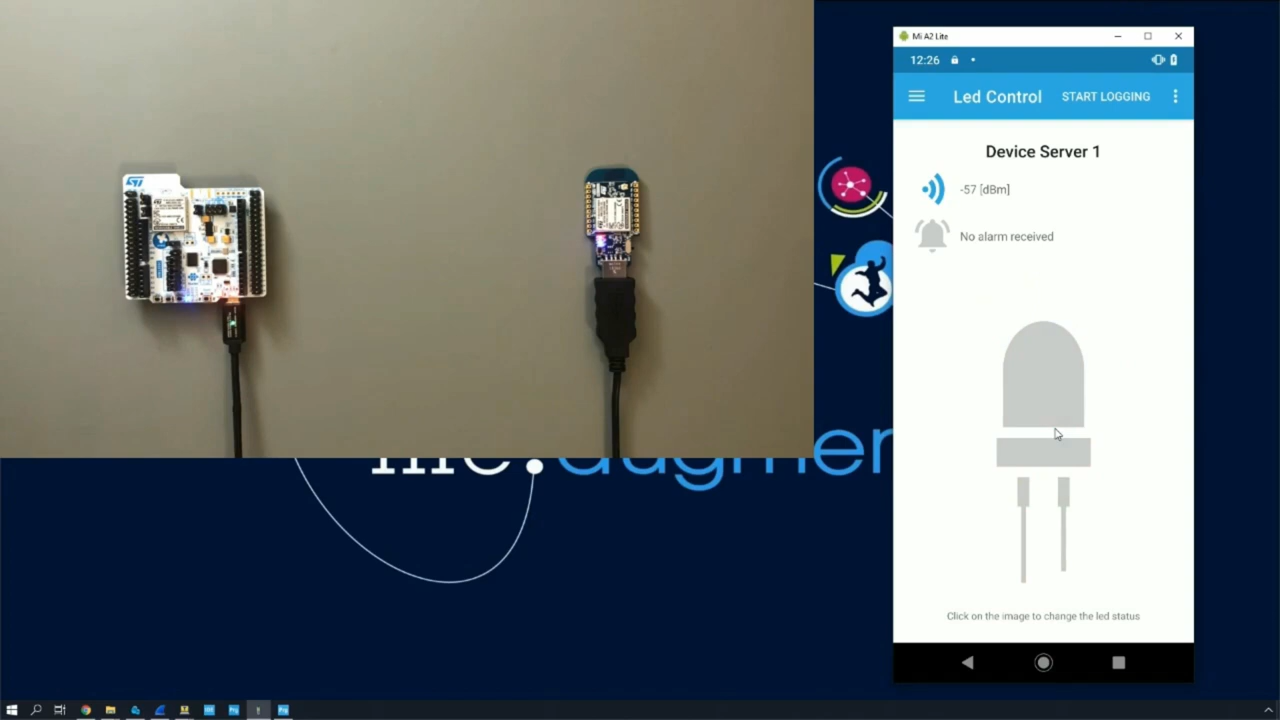 Mi A2 Lite
12:26
Led Control
START LOGGING
Device Server 1
-57 [dBm]
No alarm received
Click on the image to change the led status
ST
augmen